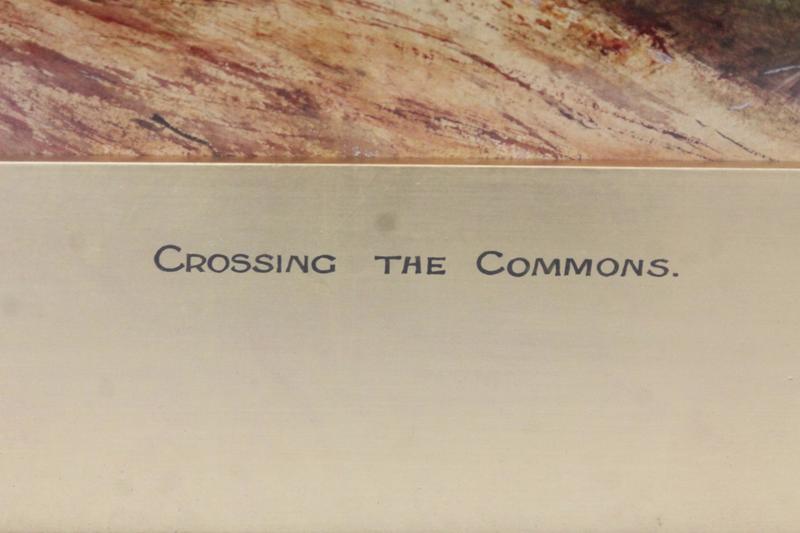 CROSSING THE COMMONS.